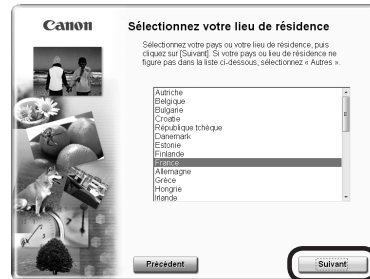 Canon
Sélectionnez votre lieu de résidence
Sélectionnez votre pays ou votre lieu de résidence, puis
cliquez sur [Suivant]. Si votre pays ou lieu de résidence ne
figure pas dans la liste ci-dessous, sélectionnez « Autres ».
Autriche
Belgique
Bulgarie
Croatie
République tchèque
Danemark
Estonie
Finlande
France
Allemagne
Grèce
Hongrie
Irlande
Précédent
Suivant